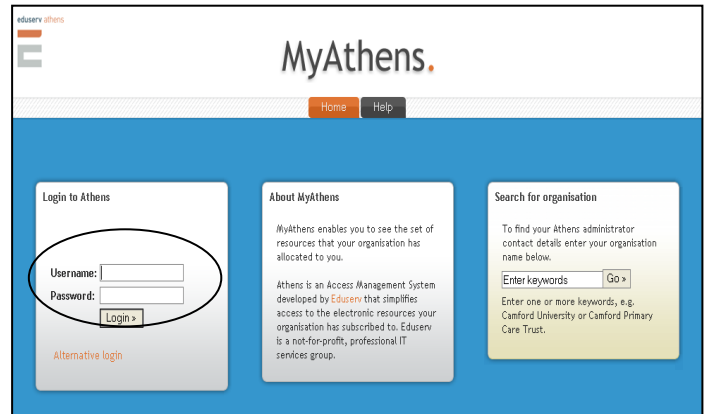 eduserv athens
MyAthens.
Home Help
Login to Athens
Username:
Password:
Login »
Alternative login
About MyAthens
MyAthens enables you to see the set of
resources that your organisation has
allocated to you.
Athens is an Access Management System
developed by Eduserv that simplifies
access to the electronic resources your
organisation has subscribed to. Eduserv
is a not-for-profit, professional IT
services group.
Search for organisation
To find your Athens administrator
contact details enter your organisation
name below.
Enter keywords Go »
Enter one or more keywords, e.g.
Camford University or Camford Primary
Care Trust.